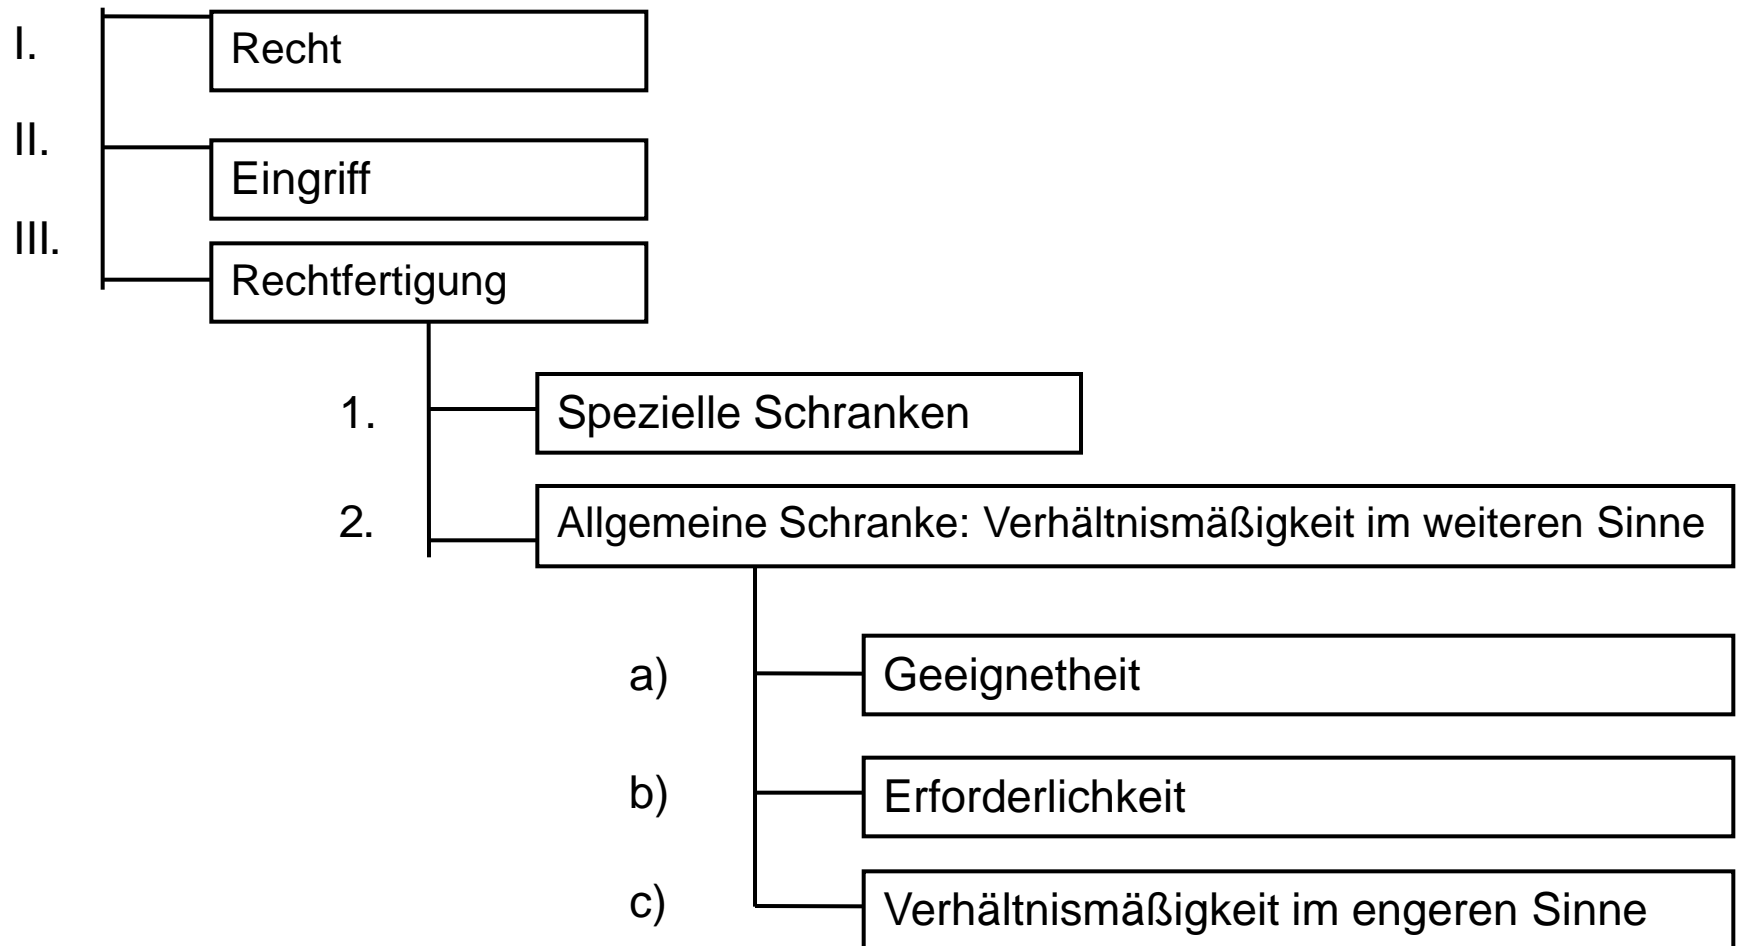 I. Recht
II. Eingriff
III. Rechtfertigung
1. Spezielle Schranken
2. Allgemeine Schranke: Verhältnismäßigkeit im weiteren Sinne
a) Geeignetheit
b) Erforderlichkeit
c) Verhältnismäßigkeit im engeren Sinne